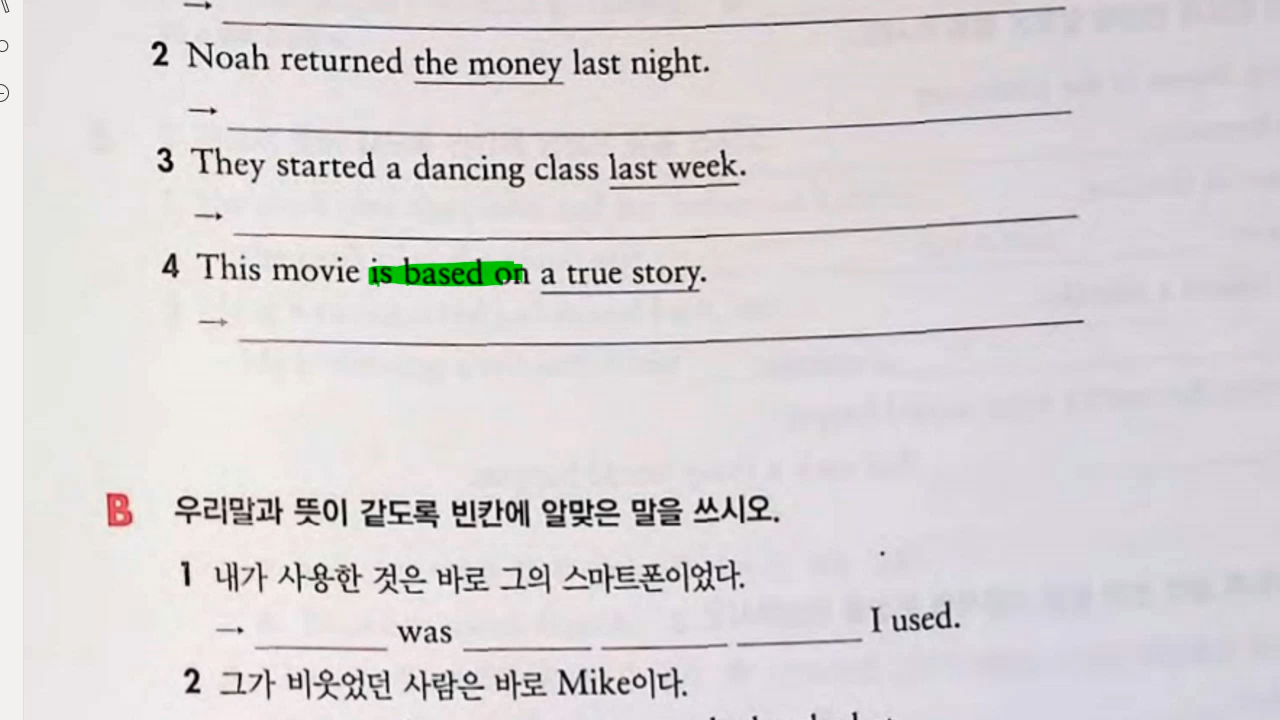 →
2 Noah returned the money last night.
→
3 They started a dancing class last week.
→
4 This movie is based on a true story.
→
B 우리말과 뜻이 같도록 빈칸에 알맞은 말을 쓰시오.
1 내가 사용한 것은 바로 그의 스마트폰이었다.
→ ________ was ________ ________ ________ I used.
2 그가 비웃었던 사람은 바로 Mike이다.